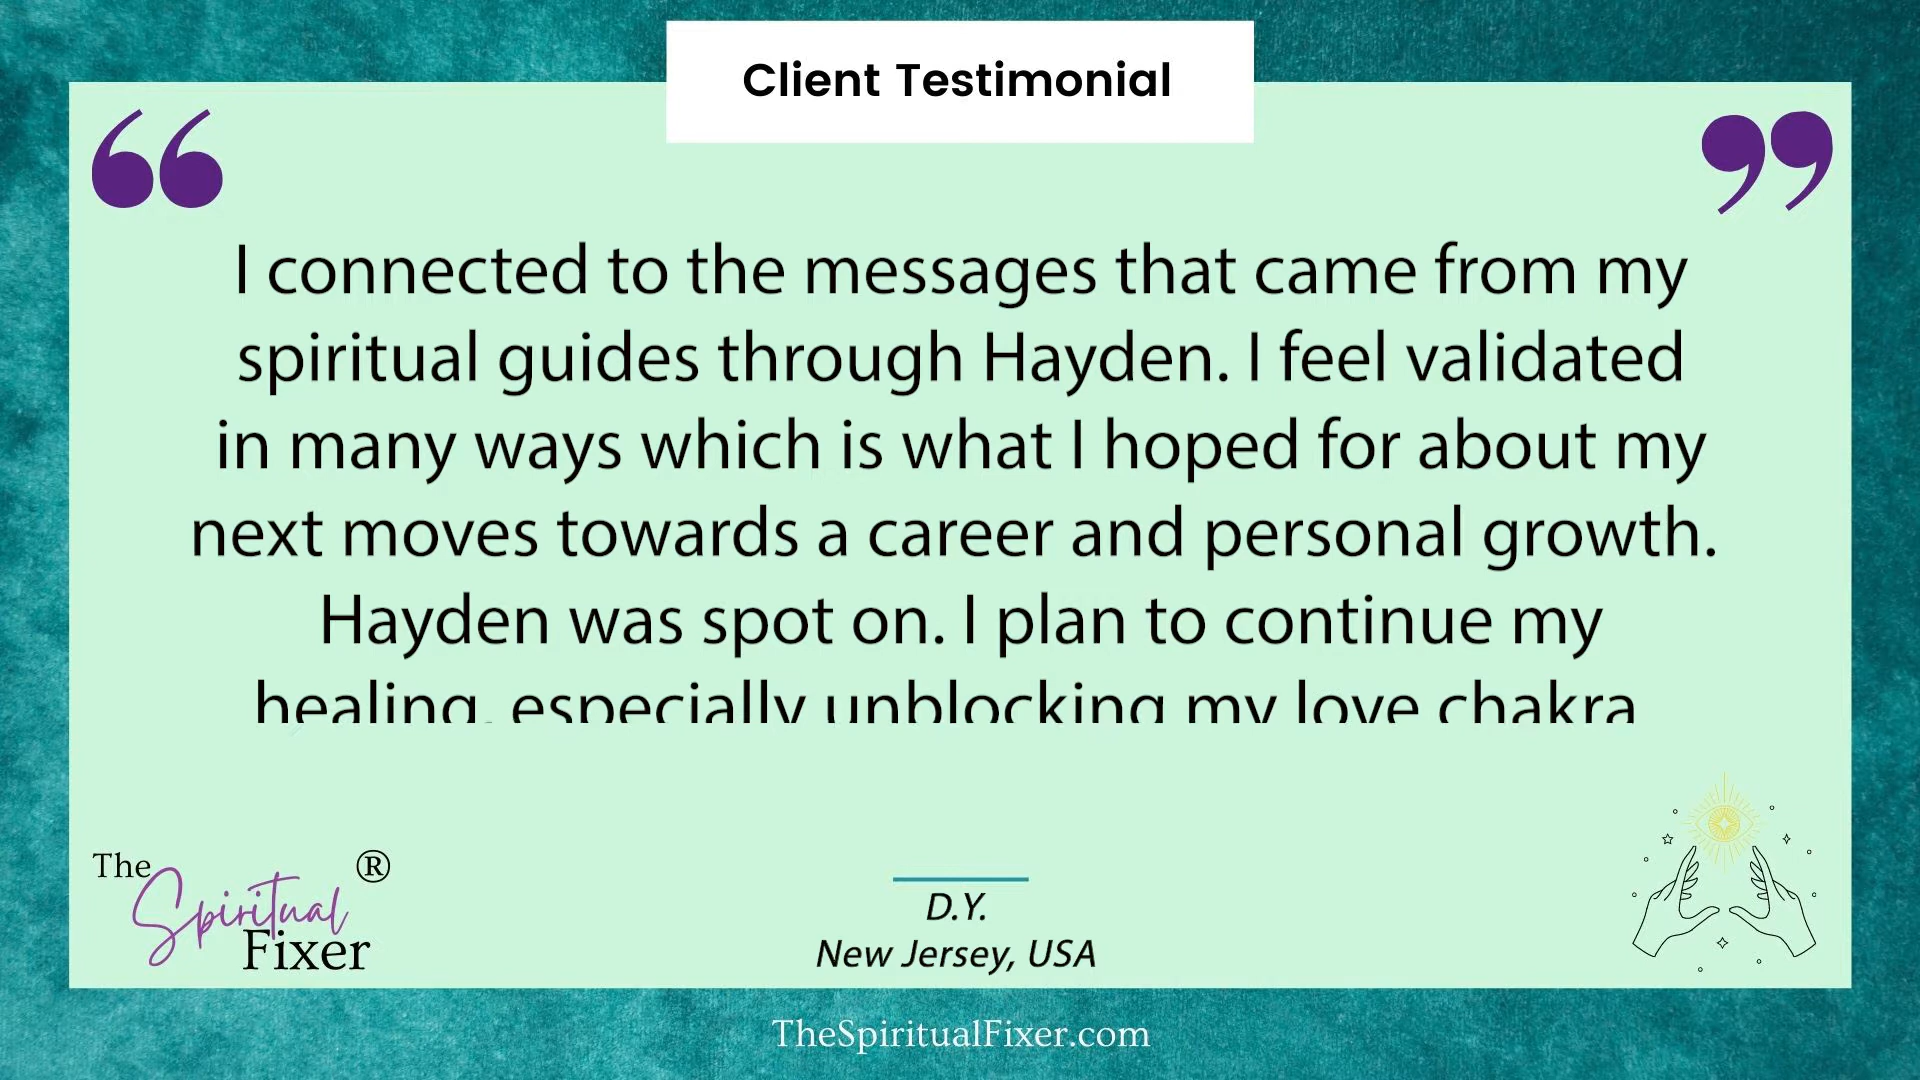 Client Testimonial
“ ”
I connected to the messages that came from my
spiritual guides through Hayden. I feel validated
in many ways which is what I hoped for about my
next moves towards a career and personal growth.
Hayden was spot on. I plan to continue my
healing, especially unblocking my love chakra
The
Spiritual ®
Fixer
D.Y.
New Jersey, USA
TheSpiritualFixer.com